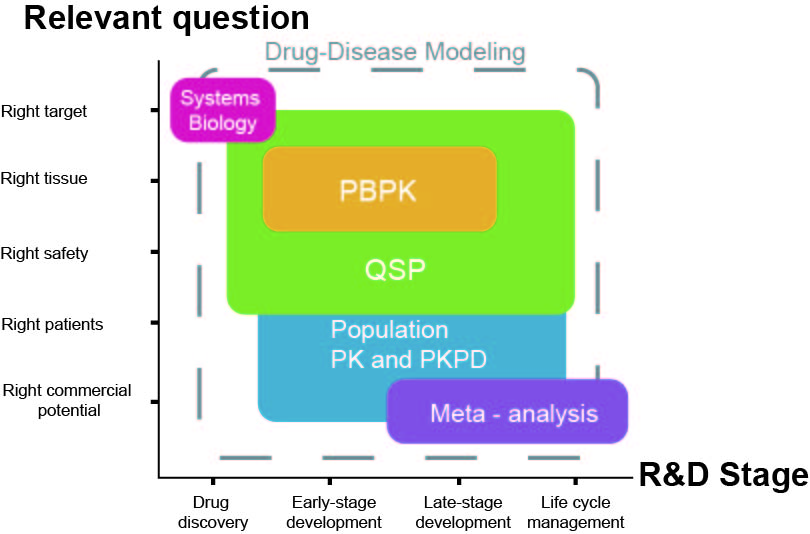 Relevant question
Drug-Disease Modeling
Systems
Biology
Right target
Right tissue
PBPK
Right safety
QSP
Right patients
Population
PK and PKPD
Right commercial
potential
Meta - analysis
R&D Stage
Drug
discovery
Early-stage
development
Late-stage
development
Life cycle
management